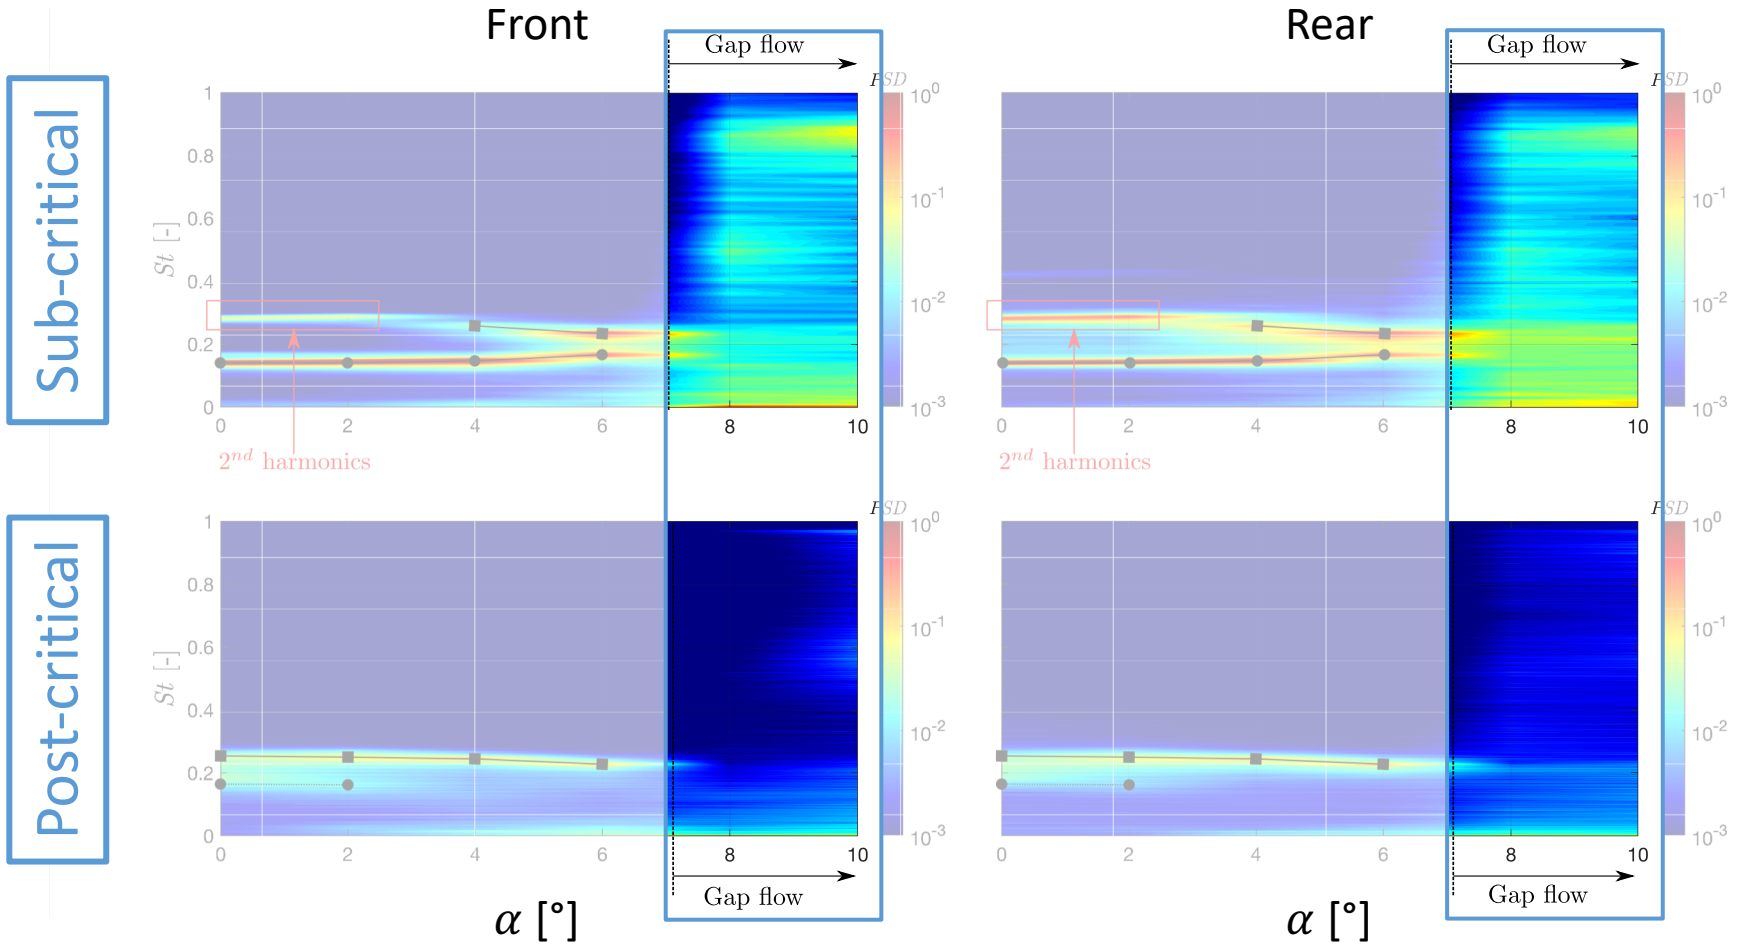 Front
Rear
Gap flow
Gap flow
Sub-critical
St [-]
1
0.8
0.6
0.4
0.2
0
0
2
4
6
8
10
PSD
10^0
10^-1
10^-2
10^-3
2^nd harmonics
0
2
4
6
8
10
PSD
10^0
10^-1
10^-2
10^-3
2^nd harmonics
Post-critical
St [-]
1
0.8
0.6
0.4
0.2
0
0
2
4
6
8
10
PSD
10^0
10^-1
10^-2
10^-3
Gap flow
α [°]
0
2
4
6
8
10
PSD
10^0
10^-1
10^-2
10^-3
Gap flow
α [°]